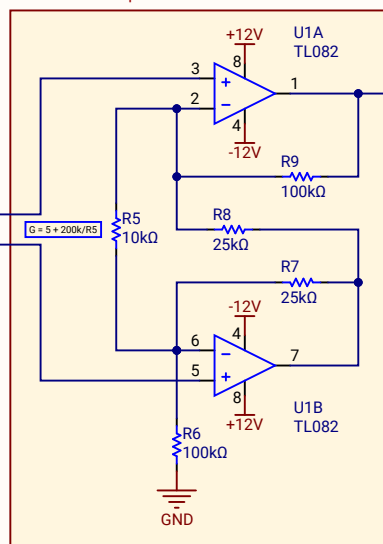 +12V
U1A
TL082
8
3
+
1
2
−
4
-12V
R9
100kΩ
G = 5 + 200k/R5
R5
10kΩ
R8
25kΩ
R7
25kΩ
-12V
4
6
−
7
5
+
8
+12V
U1B
TL082
R6
100kΩ
GND